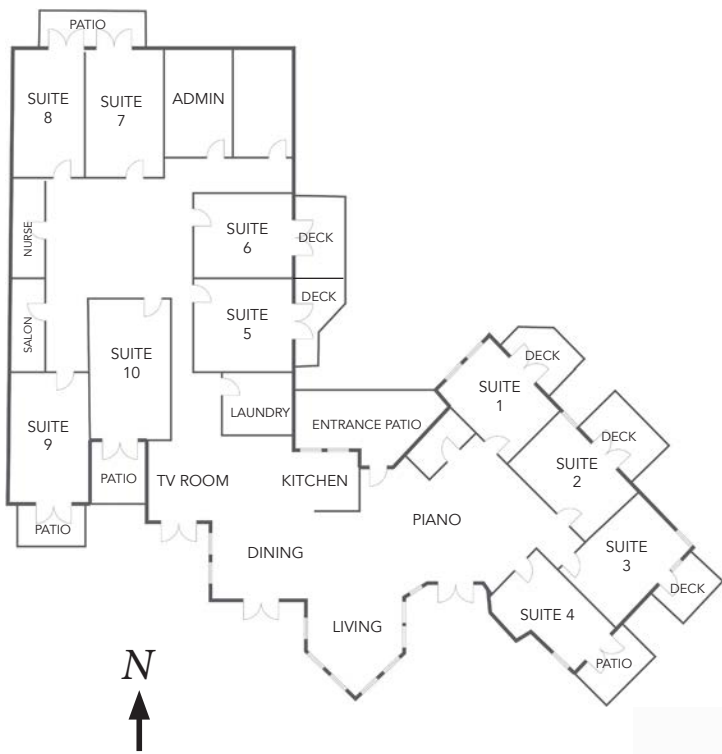 PATIO
SUITE
8
SUITE
7
ADMIN
NURSE
SUITE
6
DECK
DECK
SALON
SUITE
5
SUITE
10
DECK
SUITE
1
LAUNDRY
ENTRANCE PATIO
SUITE
9
DECK
SUITE
2
PATIO
TV ROOM
KITCHEN
PIANO
PATIO
DINING
SUITE
3
DECK
LIVING
SUITE 4
PATIO
N